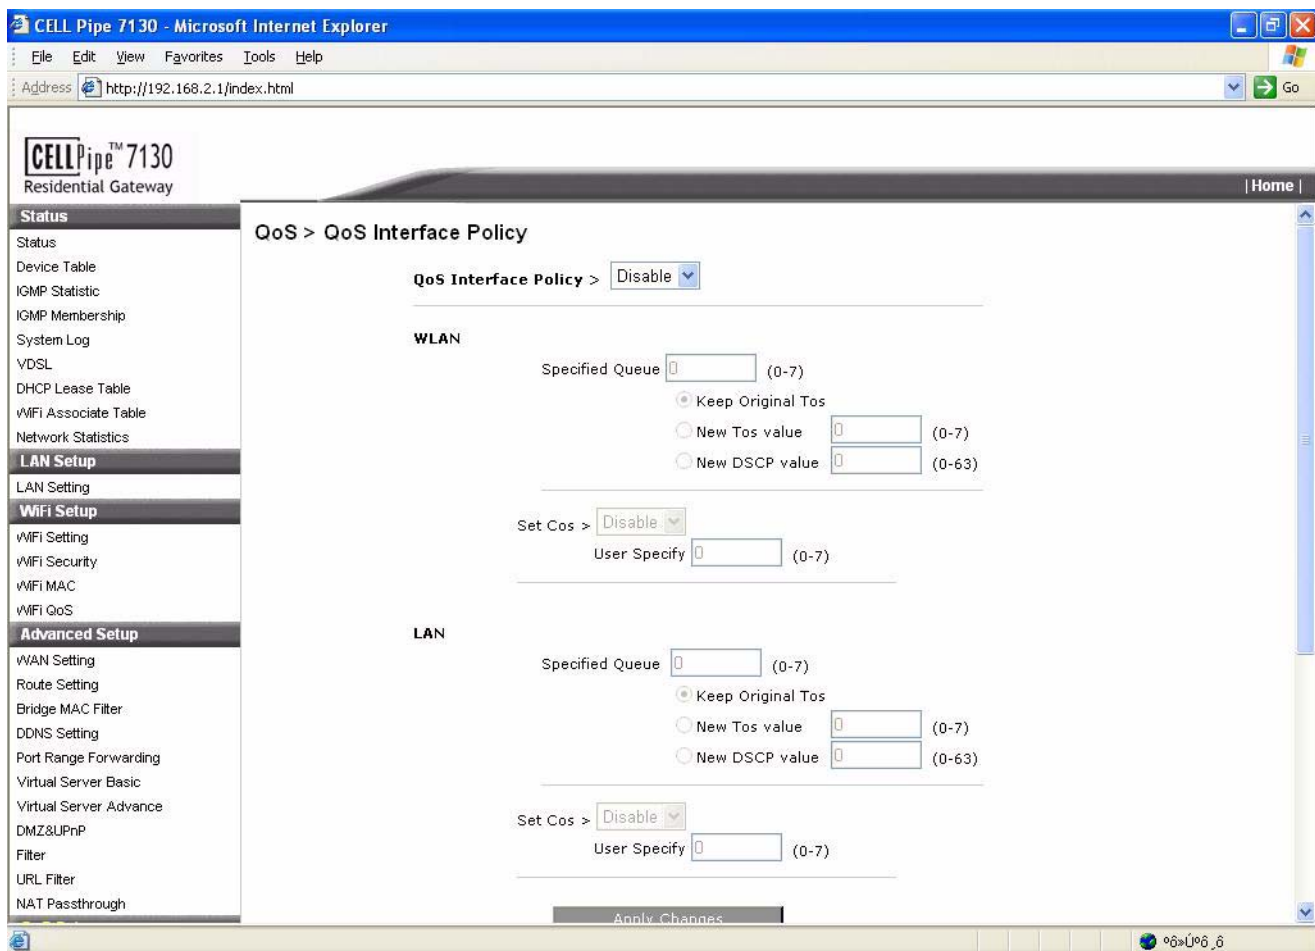 CELL Pipe 7130 - Microsoft Internet Explorer
File Edit View Favorites Tools Help
Address http://192.168.2.1/index.html Go
CELLPipe™ 7130
Residential Gateway
| Home |
Status
Status
Device Table
IGMP Statistic
IGMP Membership
System Log
VDSL
DHCP Lease Table
WiFi Associate Table
Network Statistics
LAN Setup
LAN Setting
WiFi Setup
WiFi Setting
WiFi Security
WiFi MAC
WiFi QoS
Advanced Setup
WAN Setting
Route Setting
Bridge MAC Filter
DDNS Setting
Port Range Forwarding
Virtual Server Basic
Virtual Server Advance
DMZ&UPnP
Filter
URL Filter
NAT Passthrough
QoS > QoS Interface Policy
QoS Interface Policy > Disable
WLAN
Specified Queue 0 (0-7)
Keep Original Tos
New Tos value 0 (0-7)
New DSCP value 0 (0-63)
Set Cos > Disable
User Specify 0 (0-7)
LAN
Specified Queue 0 (0-7)
Keep Original Tos
New Tos value 0 (0-7)
New DSCP value 0 (0-63)
Set Cos > Disable
User Specify 0 (0-7)
Apply Changes